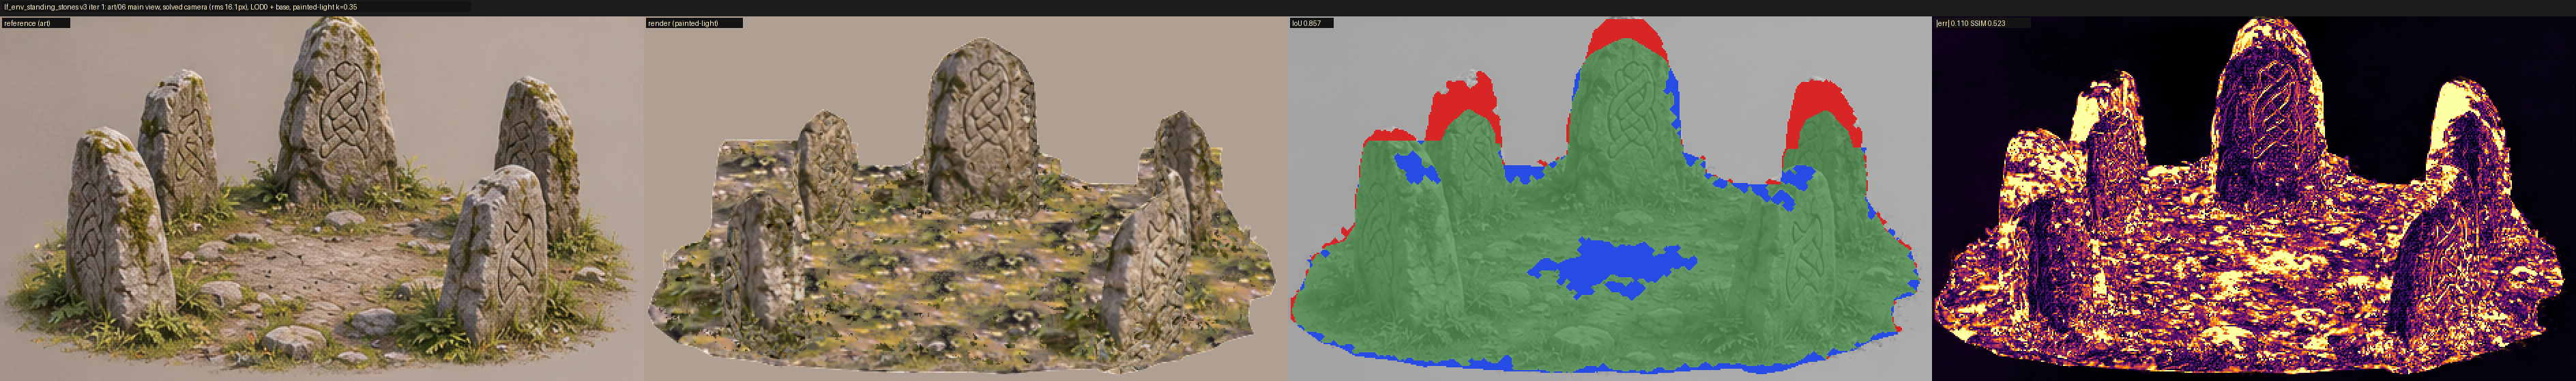 lf_env_standing_stones v3 iter 1: art/06 main view, solved camera (rms 16.1px), LOD0 + base, painted-light k=0.35
reference (art)
render (painted-light)
IoU 0.857
|err| 0.110 SSIM 0.523